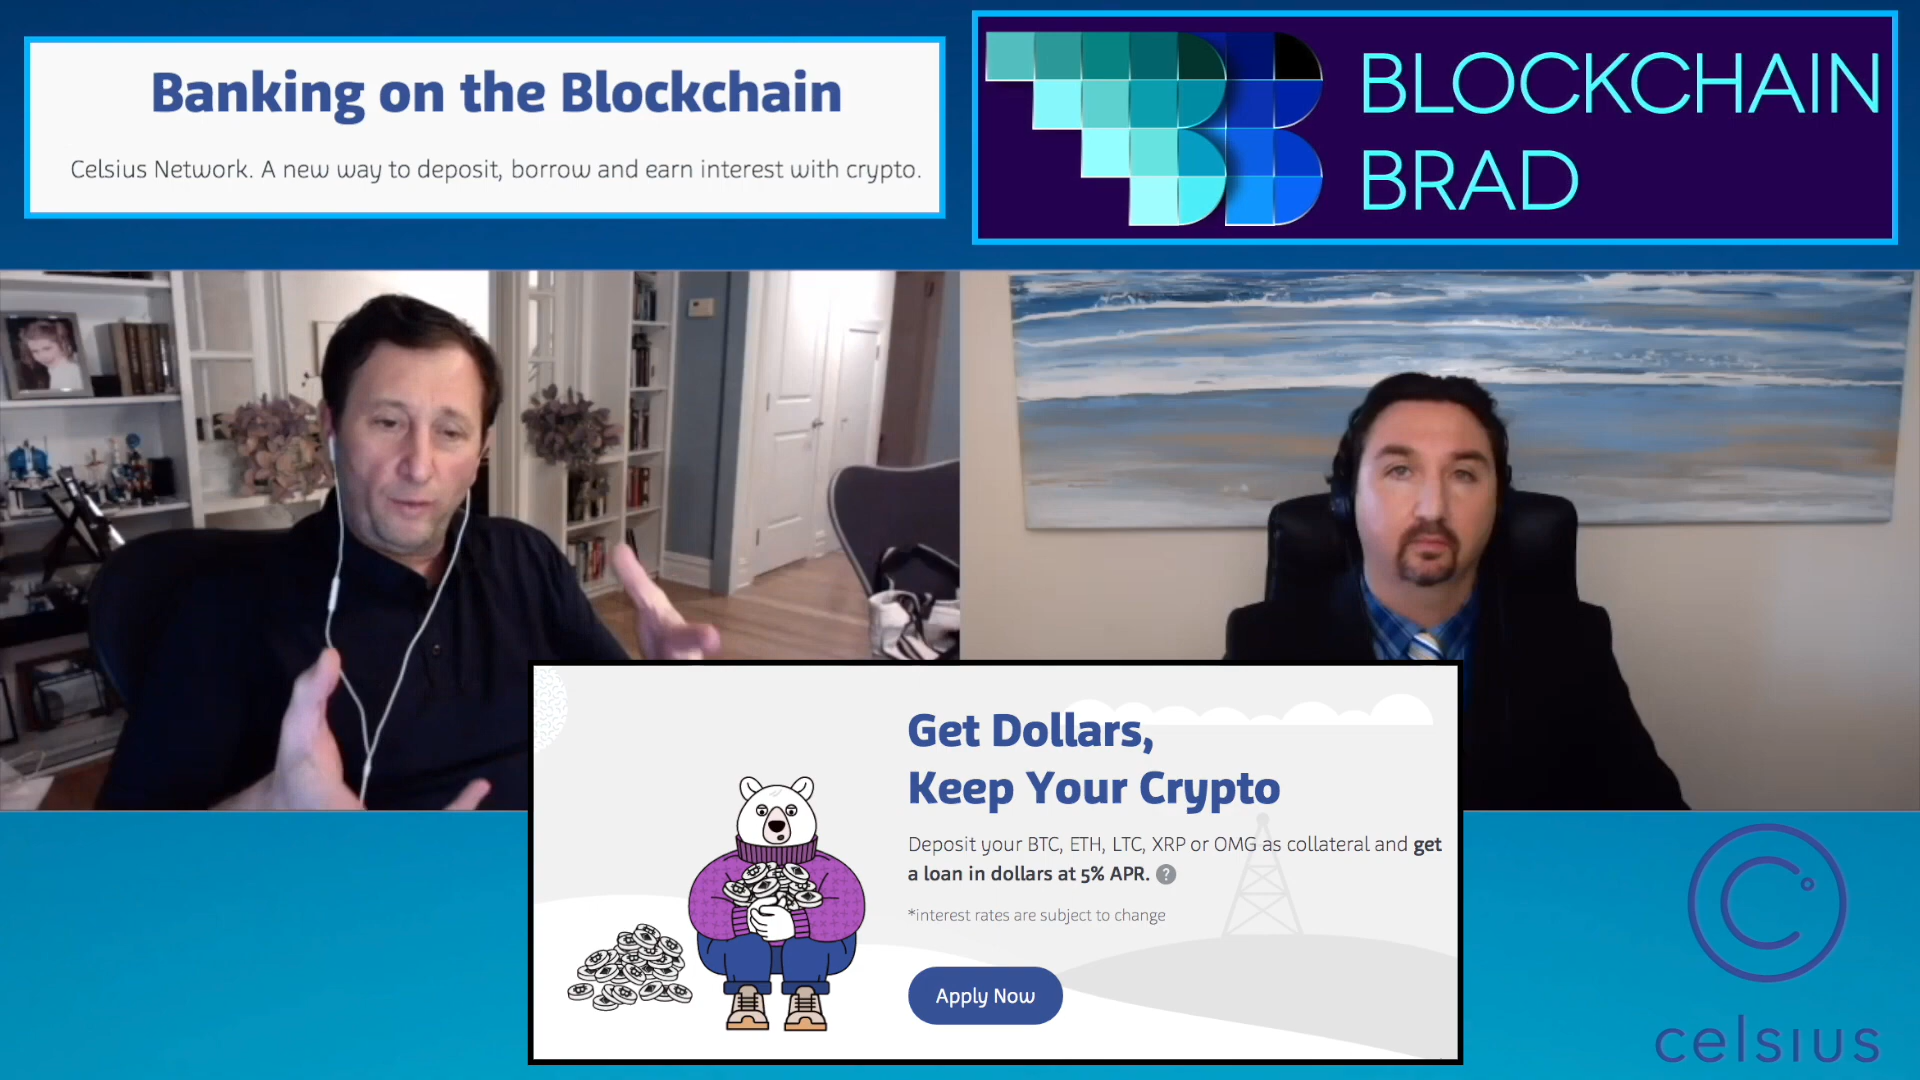 Banking on the Blockchain
Celsius Network. A new way to deposit, borrow and earn interest with crypto.
BLOCKCHAIN
BRAD
Get Dollars,
Keep Your Crypto
Deposit your BTC, ETH, LTC, XRP or OMG as collateral and get
a loan in dollars at 5% APR. ?
*interest rates are subject to change
Apply Now
celsius